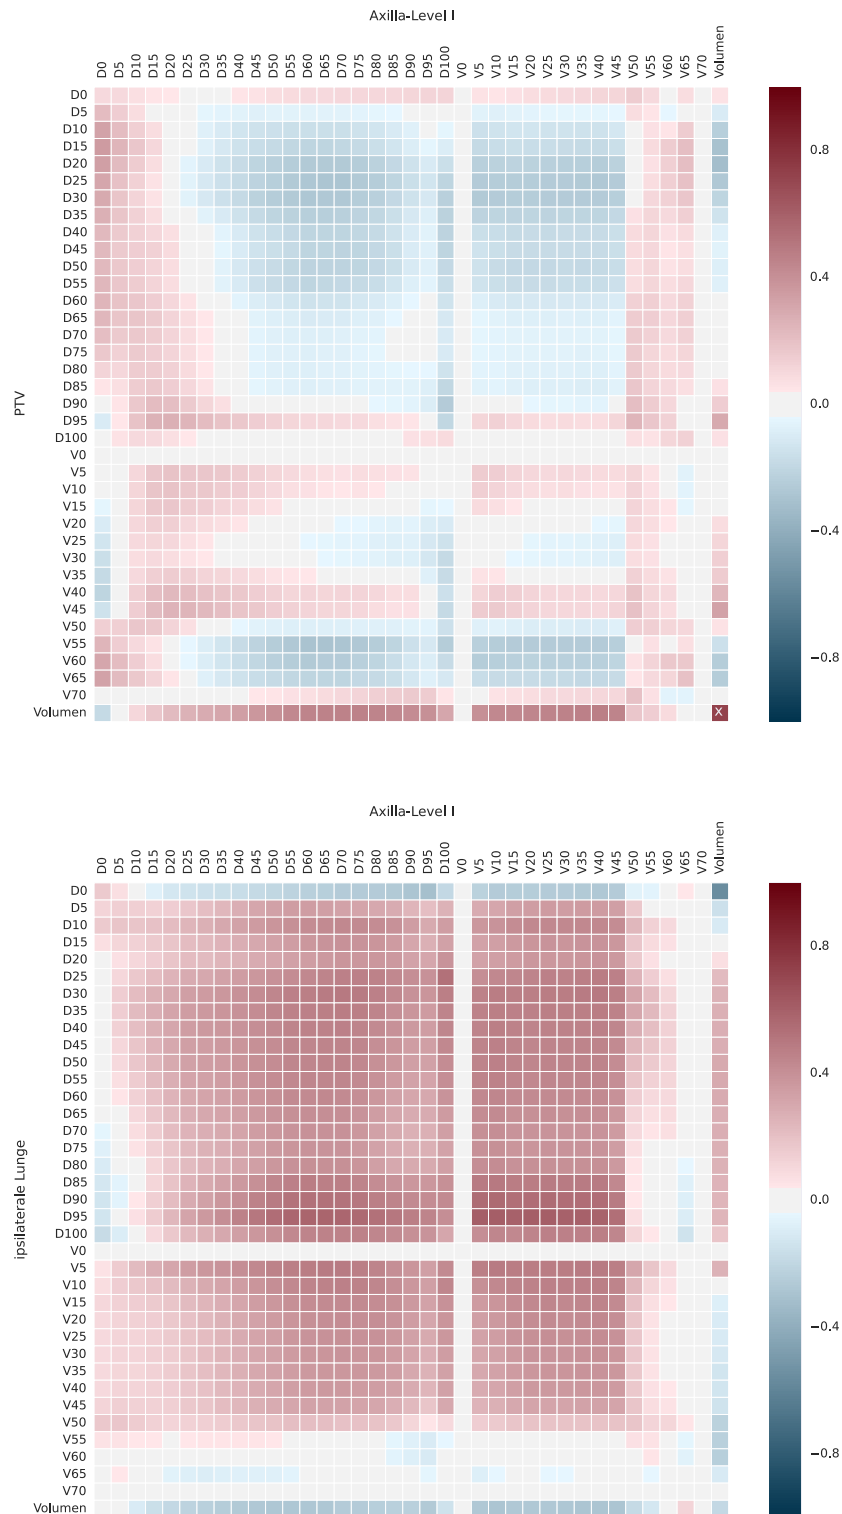 Axilla-Level I
D0 D5 D10 D15 D20 D25 D30 D35 D40 D45 D50 D55 D60 D65 D70 D75 D80 D85 D90 D95 D100 V0 V5 V10 V15 V20 V25 V30 V35 V40 V45 V50 V55 V60 V65 V70 Volumen
D0
D5
D10
D15
D20
D25
D30
D35
D40
D45
D50
D55
D60
D65
D70
D75
D80
D85
D90
D95
D100
V0
V5
V10
V15
V20
V25
V30
V35
V40
V45
V50
V55
V60
V65
V70
Volumen
PTV
X
0.8
0.4
0.0
−0.4
−0.8
Axilla-Level I
D0 D5 D10 D15 D20 D25 D30 D35 D40 D45 D50 D55 D60 D65 D70 D75 D80 D85 D90 D95 D100 V0 V5 V10 V15 V20 V25 V30 V35 V40 V45 V50 V55 V60 V65 V70 Volumen
D0
D5
D10
D15
D20
D25
D30
D35
D40
D45
D50
D55
D60
D65
D70
D75
D80
D85
D90
D95
D100
V0
V5
V10
V15
V20
V25
V30
V35
V40
V45
V50
V55
V60
V65
V70
Volumen
ipsilaterale Lunge
0.8
0.4
0.0
−0.4
−0.8